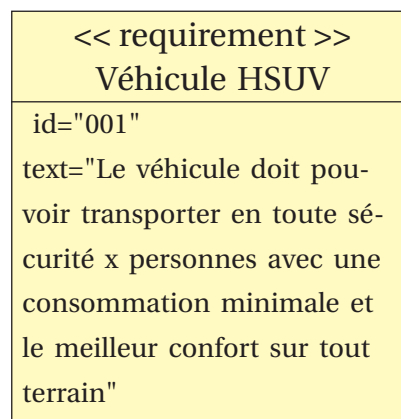 << requirement >>
Véhicule HSUV
id="001"
text="Le véhicule doit pou-
voir transporter en toute sé-
curité x personnes avec une
consommation minimale et
le meilleur confort sur tout
terrain"